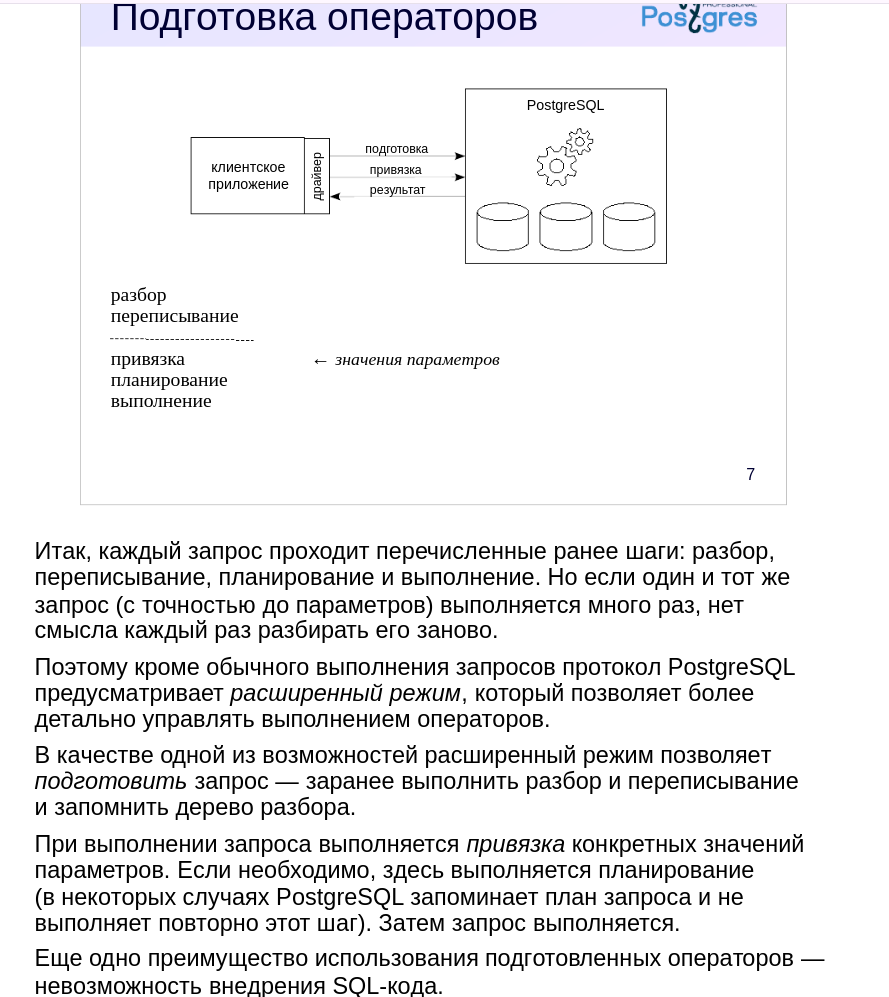 Подготовка операторов
PROFESSIONAL
Postgres
PostgreSQL
клиентское
приложение
драйвер
подготовка
привязка
результат
разбор
переписывание
привязка
← значения параметров
планирование
выполнение
7
Итак, каждый запрос проходит перечисленные ранее шаги: разбор,
переписывание, планирование и выполнение. Но если один и тот же
запрос (с точностью до параметров) выполняется много раз, нет
смысла каждый раз разбирать его заново.
Поэтому кроме обычного выполнения запросов протокол PostgreSQL
предусматривает расширенный режим, который позволяет более
детально управлять выполнением операторов.
В качестве одной из возможностей расширенный режим позволяет
подготовить запрос — заранее выполнить разбор и переписывание
и запомнить дерево разбора.
При выполнении запроса выполняется привязка конкретных значений
параметров. Если необходимо, здесь выполняется планирование
(в некоторых случаях PostgreSQL запоминает план запроса и не
выполняет повторно этот шаг). Затем запрос выполняется.
Еще одно преимущество использования подготовленных операторов —
невозможность внедрения SQL-кода.